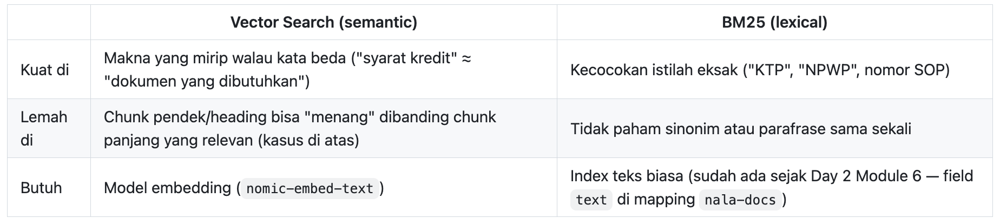 Vector Search (semantic)
BM25 (lexical)
Kuat di
Makna yang mirip walau kata beda ("syarat kredit" ≈
"dokumen yang dibutuhkan")
Kecocokan istilah eksak ("KTP", "NPWP", nomor SOP)
Lemah
di
Chunk pendek/heading bisa "menang" dibanding chunk
panjang yang relevan (kasus di atas)
Tidak paham sinonim atau parafrase sama sekali
Butuh
Model embedding ( nomic-embed-text )
Index teks biasa (sudah ada sejak Day 2 Module 6 — field
text di mapping nala-docs )